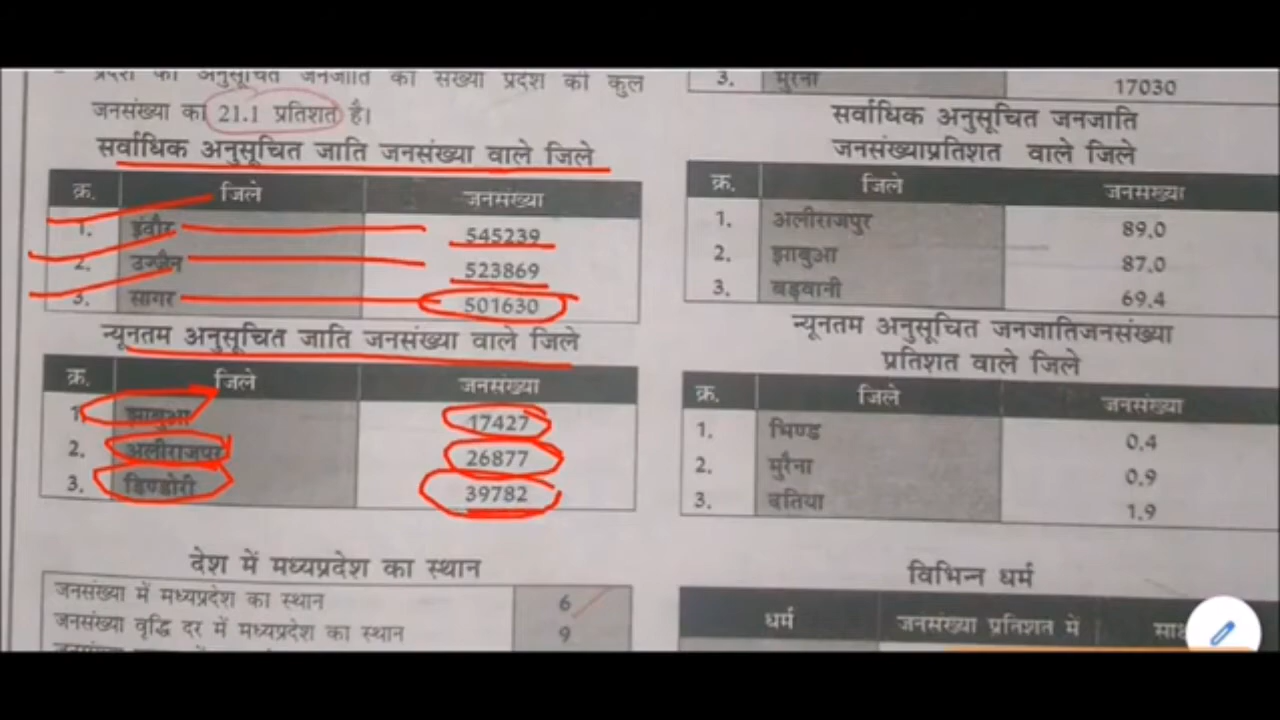 प्रदेश की अनुसूचित जनजाति की संख्या प्रदेश की कुल
जनसंख्या का 21.1 प्रतिशत है।
सर्वाधिक अनुसूचित जाति जनसंख्या वाले जिले
क्र. जिले जनसंख्या
1. इंदौर 545239
2. उज्जैन 523869
3. सागर 501630
न्यूनतम अनुसूचित जाति जनसंख्या वाले जिले
क्र. जिले जनसंख्या
1. झाबुआ 17427
2. अलीराजपुर 26877
3. डिण्डोरी 39782
देश में मध्यप्रदेश का स्थान
जनसंख्या में मध्यप्रदेश का स्थान 6
जनसंख्या वृद्धि दर में मध्यप्रदेश का स्थान 9
3. मुरैना 17030
सर्वाधिक अनुसूचित जनजाति
जनसंख्याप्रतिशत वाले जिले
क्र. जिले जनसंख्या
1. अलीराजपुर 89.0
2. झाबुआ 87.0
3. बड़वानी 69.4
न्यूनतम अनुसूचित जनजातिजनसंख्या
प्रतिशत वाले जिले
क्र. जिले जनसंख्या
1. भिण्ड 0.4
2. मुरैना 0.9
3. दतिया 1.9
विभिन्न धर्म
धर्म जनसंख्या प्रतिशत में